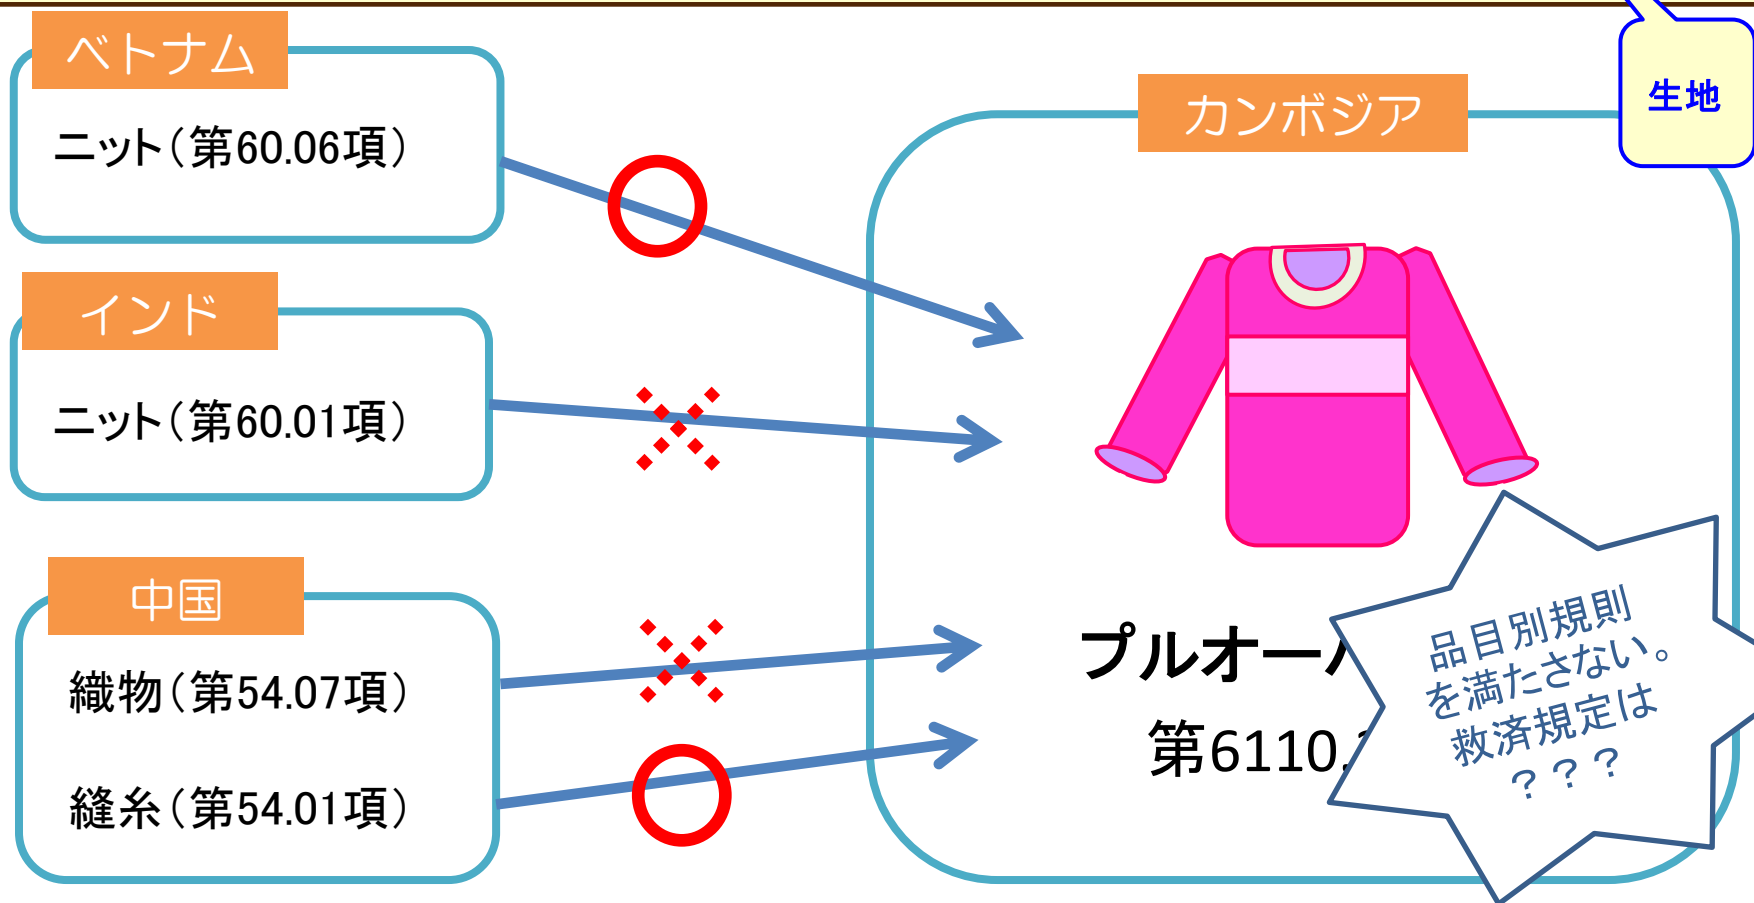 ベトナム
ニット（第60.06項）
インド
ニット（第60.01項）
中国
織物（第54.07項）
縫糸（第54.01項）
カンボジア
生地
プルオー
第6110.
品目別規則
を満たさない。
救済規定は
？？？